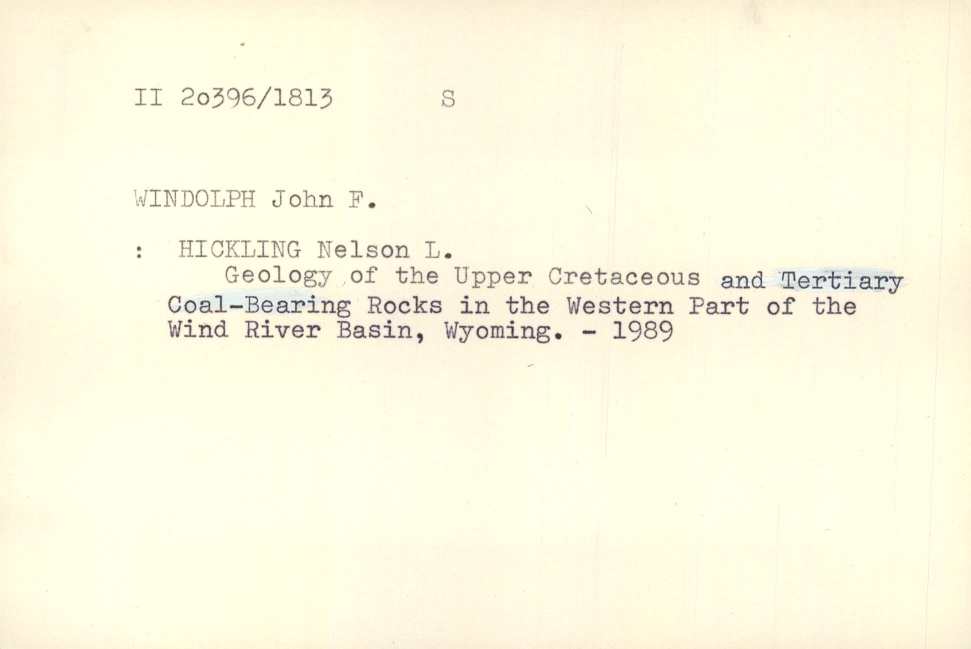 II 2o396/1813 S
WINDOLPH John F.
: HICKLING Nelson L.
Geology of the Upper Cretaceous and Tertiary
Coal-Bearing Rocks in the Western Part of the
Wind River Basin, Wyoming. - 1989